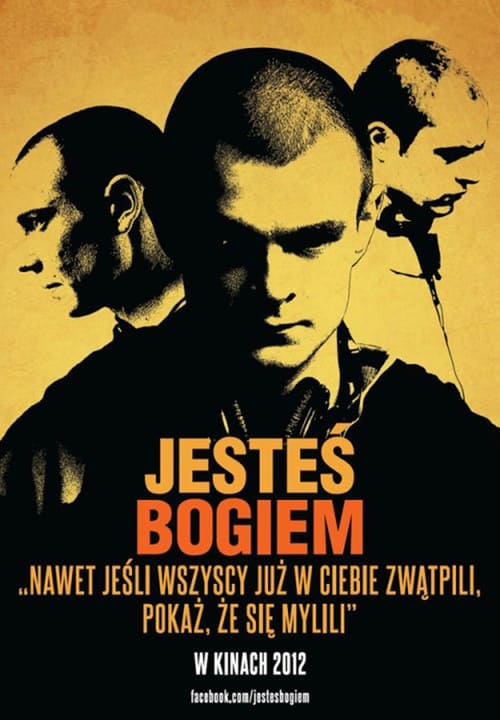 JESTEŚ
BOGIEM
„NAWET JEŚLI WSZYSCY JUŻ W CIEBIE ZWĄTPILI,
POKAŻ, ŻE SIĘ MYLILI”
W KINACH 2012
facebook.com/jestesbogiem